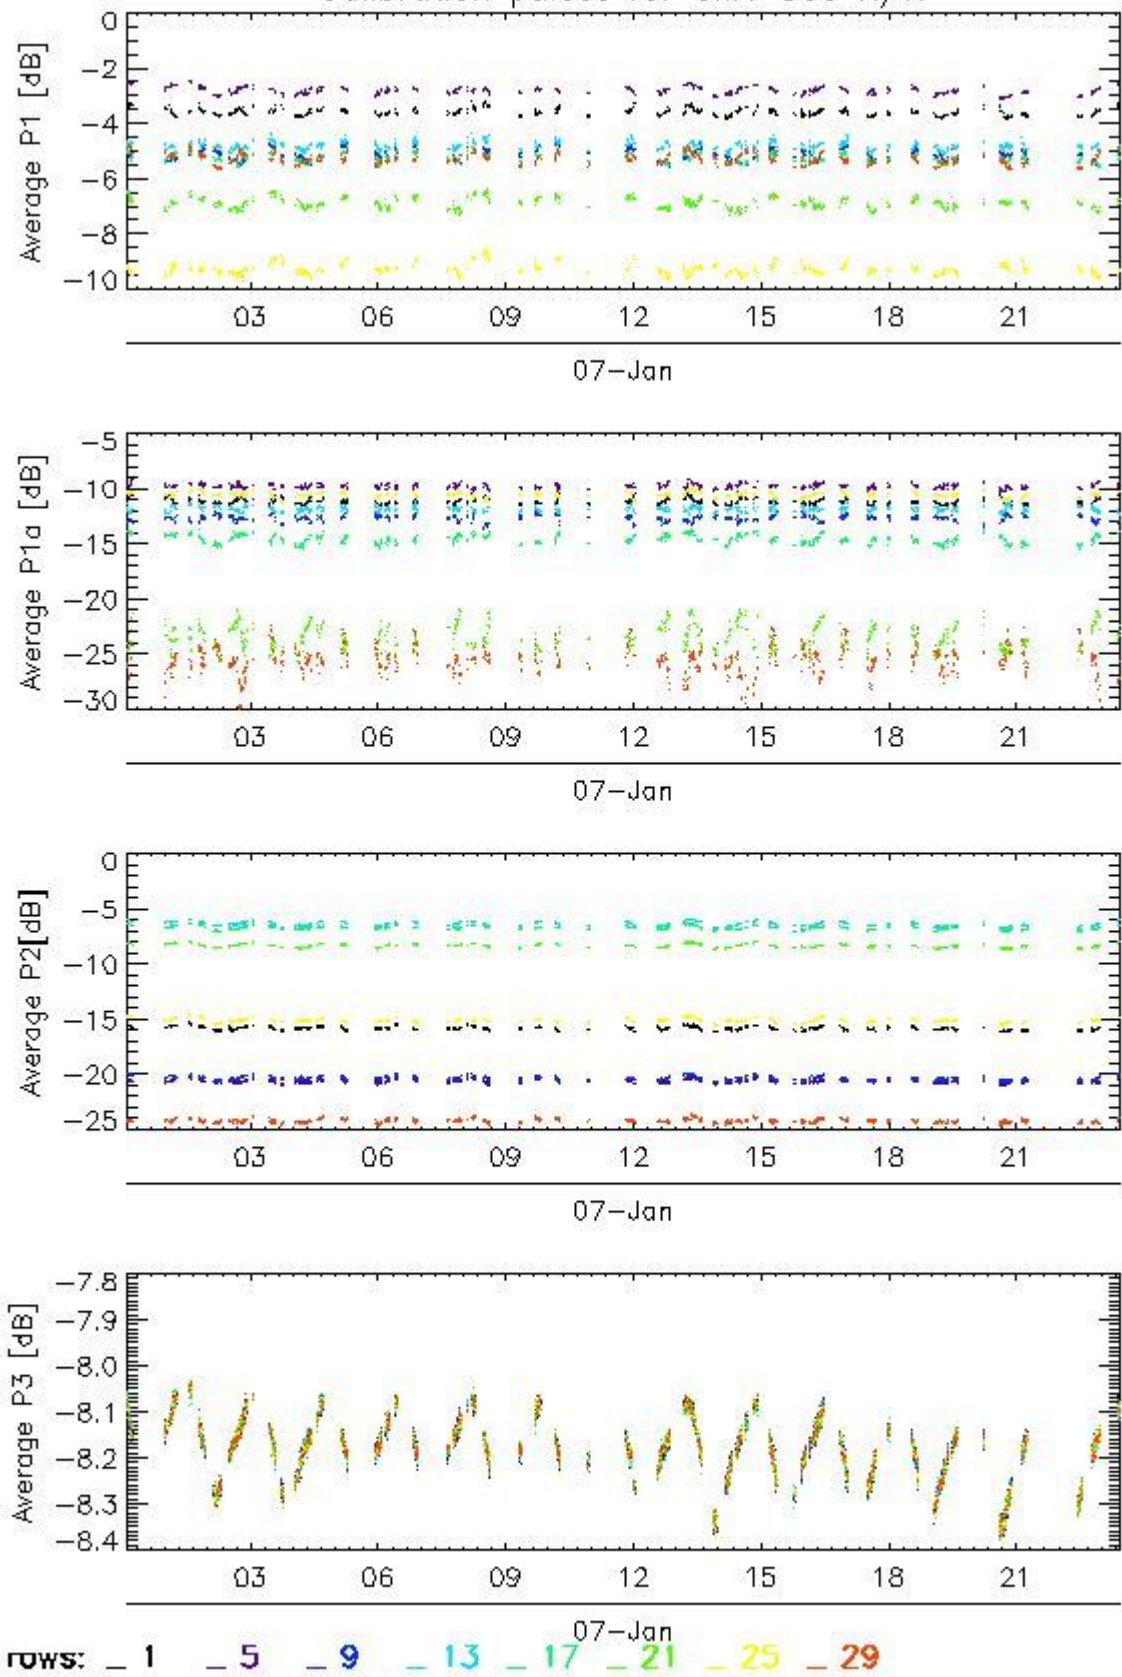 0
−2
−4
−6
−8
−10
Average P1 [dB]
03 06 09 12 15 18 21
07−Jan
−5
−10
−15
−20
−25
−30
Average P1a [dB]
03 06 09 12 15 18 21
07−Jan
0
−5
−10
−15
−20
−25
Average P2[dB]
03 06 09 12 15 18 21
07−Jan
−7.8
−7.9
−8.0
−8.1
−8.2
−8.3
−8.4
Average P3 [dB]
03 06 09 12 15 18 21
07−Jan
rows: _ 1 _ 5 _ 9 _ 13 _ 17 _ 21 _ 25 _ 29